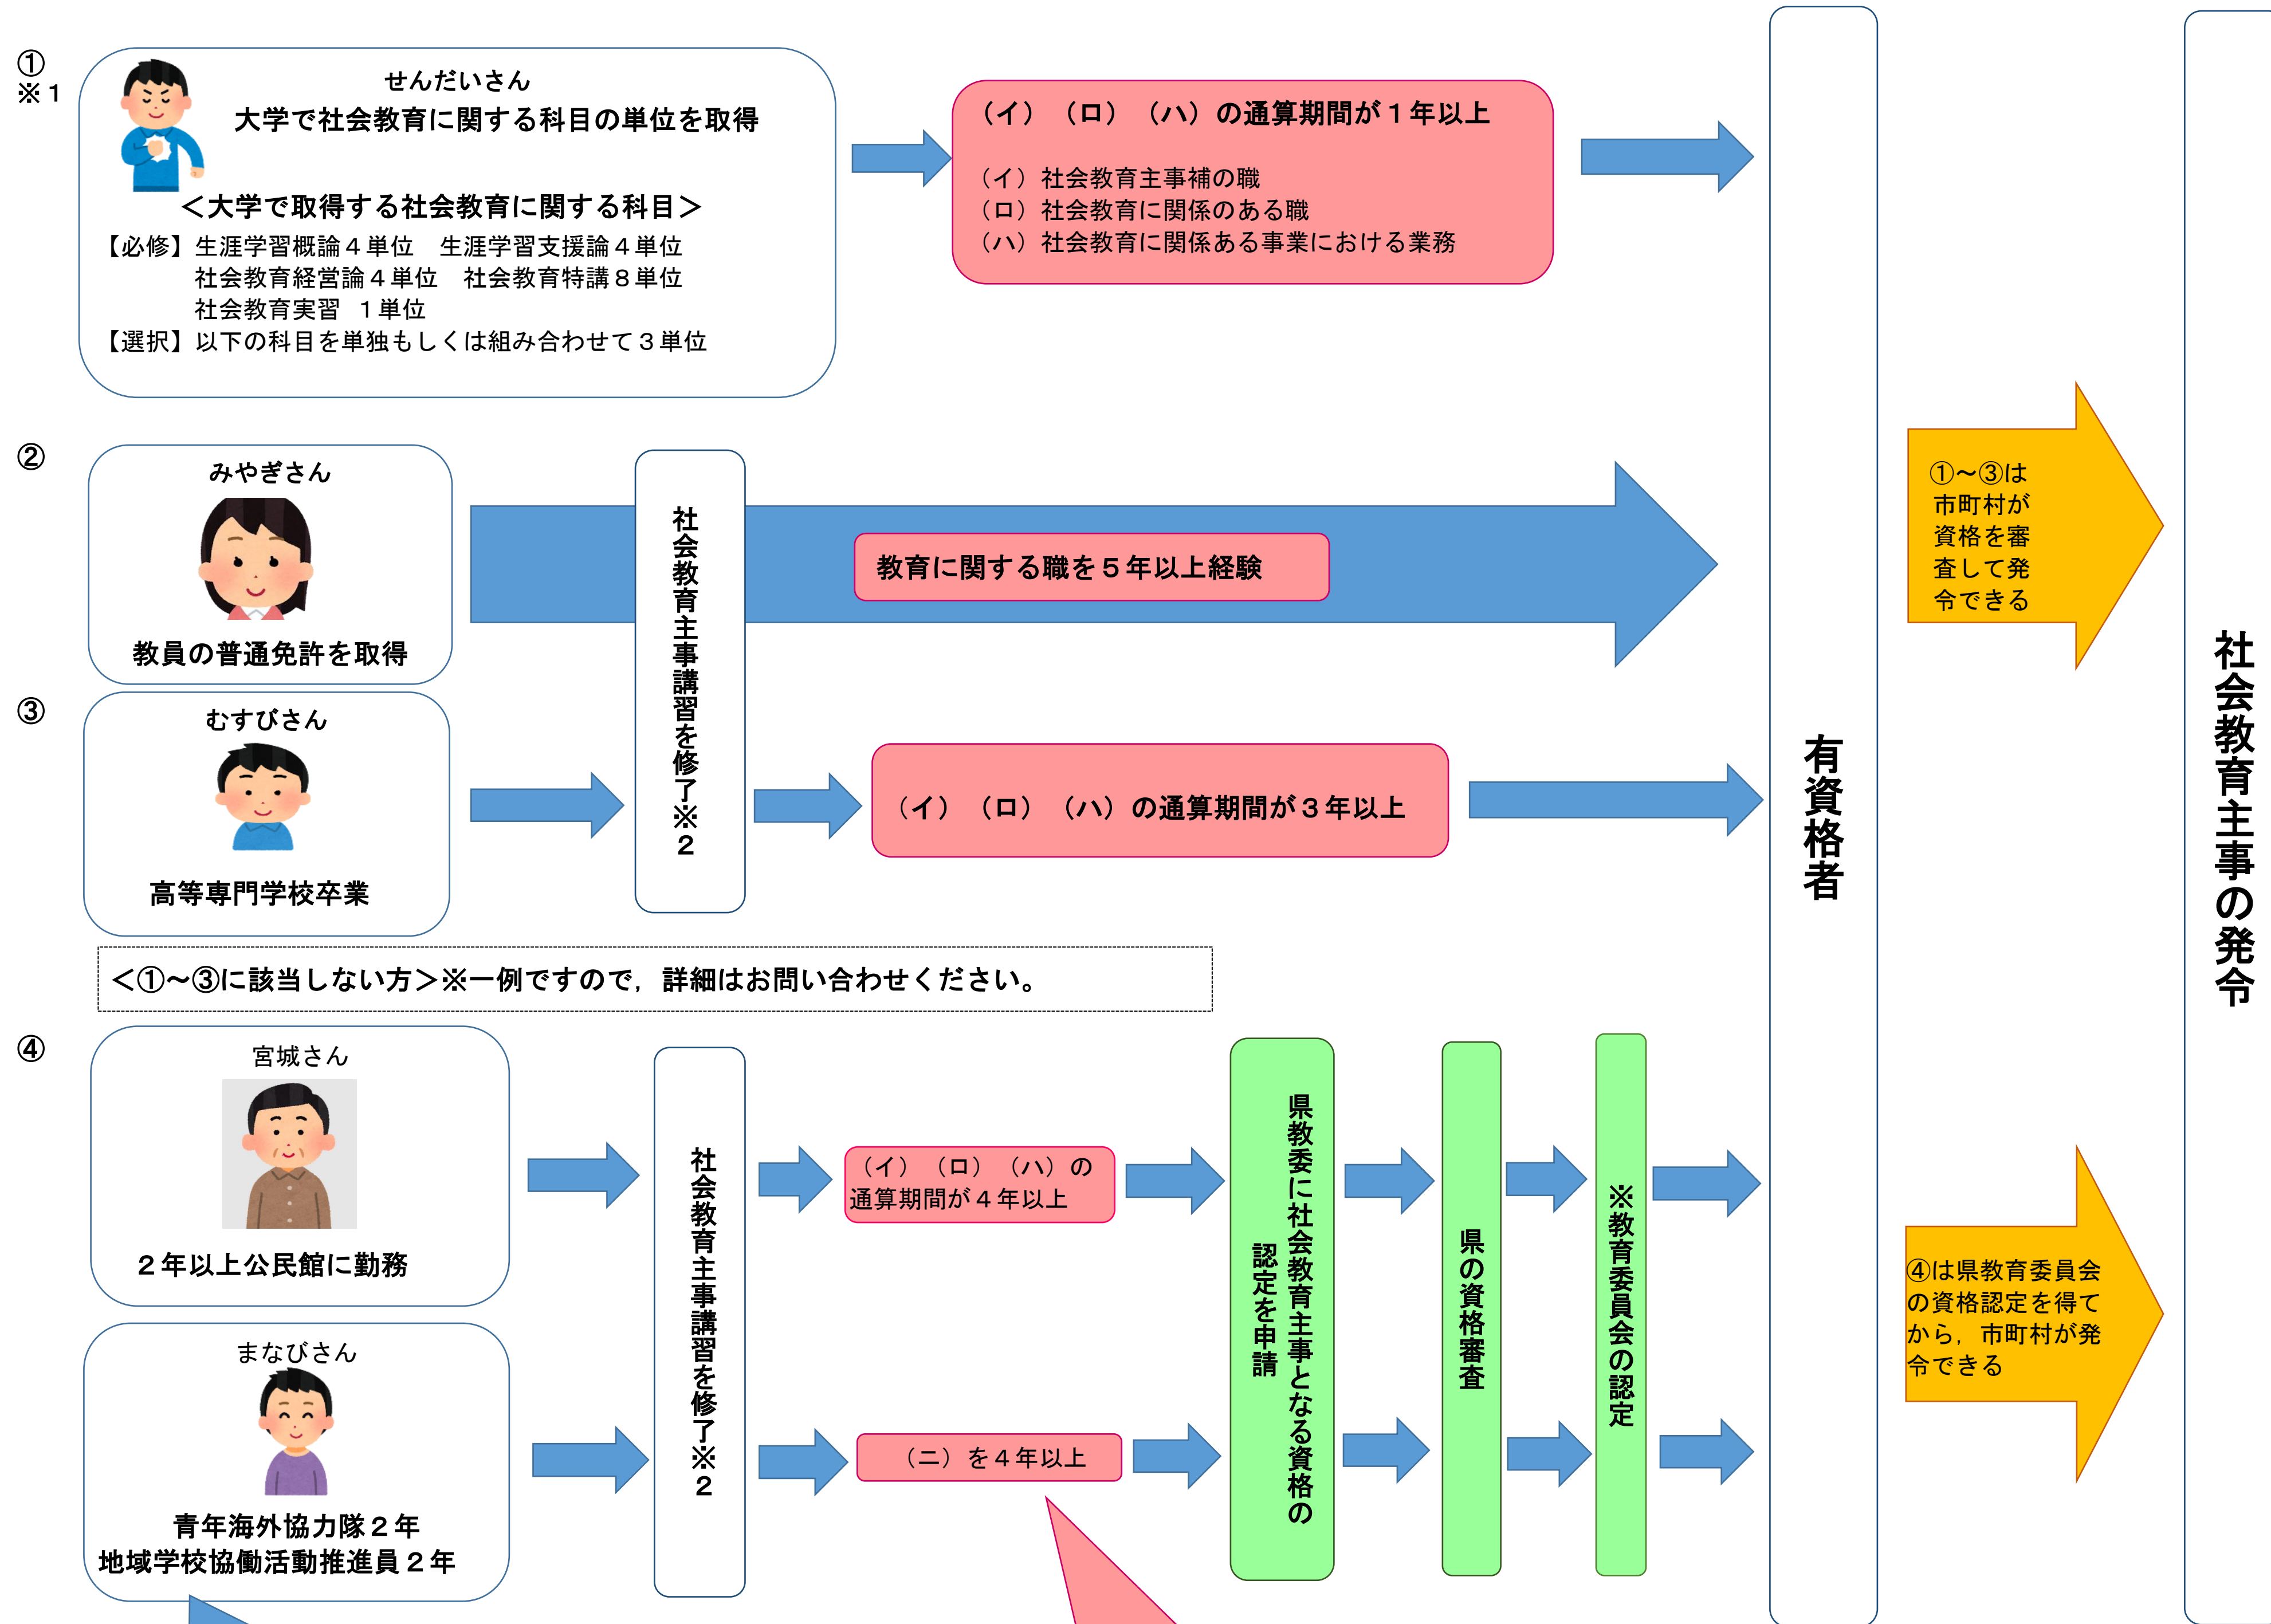 ①
※１
せんだいさん
大学で社会教育に関する科目の単位を取得
＜大学で取得する社会教育に関する科目＞
【必修】生涯学習概論４単位　生涯学習支援論４単位
社会教育経営論４単位　社会教育特講８単位
社会教育実習　１単位
【選択】以下の科目を単独もしくは組み合わせて３単位
（イ）（ロ）（ハ）の通算期間が１年以上
（イ）社会教育主事補の職
（ロ）社会教育に関係のある職
（ハ）社会教育に関係ある事業における業務
②
みやぎさん
教員の普通免許を取得
社会教育主事講習を修了※２
教育に関する職を５年以上経験
③
むすびさん
高等専門学校卒業
（イ）（ロ）（ハ）の通算期間が３年以上
＜①～③に該当しない方＞※一例ですので，詳細はお問い合わせください。
④
宮城さん
２年以上公民館に勤務
まなびさん
青年海外協力隊２年
地域学校協働活動推進員２年
社会教育主事講習を修了※２
（イ）（ロ）（ハ）の
通算期間が４年以上
（ニ）を４年以上
県教委に社会教育主事となる資格の
認定を申請
県の資格審査
※教育委員会の認定
有資格者
①～③は
市町村が
資格を審
査して発
令できる
④は県教育委員会
の資格認定を得て
から，市町村が発
令できる
社会教育主事の発令